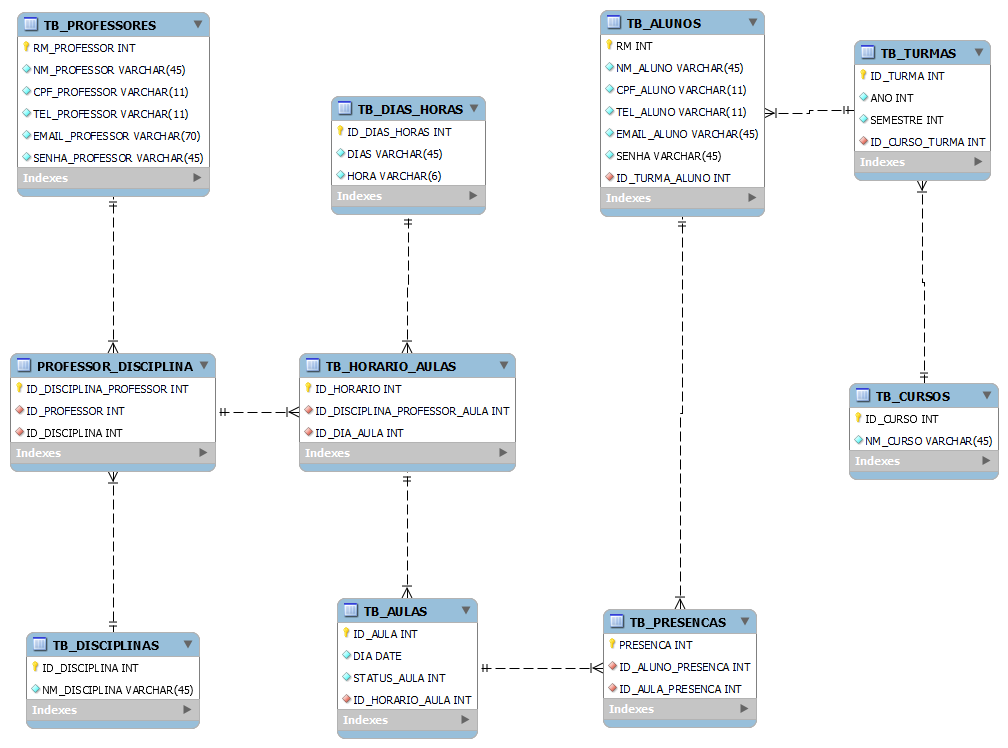 TB_PROFESSORES
RM_PROFESSOR INT
NM_PROFESSOR VARCHAR(45)
CPF_PROFESSOR VARCHAR(11)
TEL_PROFESSOR VARCHAR(11)
EMAIL_PROFESSOR VARCHAR(70)
SENHA_PROFESSOR VARCHAR(45)
Indexes
TB_DIAS_HORAS
ID_DIAS_HORAS INT
DIAS VARCHAR(45)
HORA VARCHAR(6)
Indexes
TB_ALUNOS
RM INT
NM_ALUNO VARCHAR(45)
CPF_ALUNO VARCHAR(11)
TEL_ALUNO VARCHAR(11)
EMAIL_ALUNO VARCHAR(45)
SENHA VARCHAR(45)
ID_TURMA_ALUNO INT
Indexes
TB_TURMAS
ID_TURMA INT
ANO INT
SEMESTRE INT
ID_CURSO_TURMA INT
Indexes
PROFESSOR_DISCIPLINA
ID_DISCIPLINA_PROFESSOR INT
ID_PROFESSOR INT
ID_DISCIPLINA INT
Indexes
TB_HORARIO_AULAS
ID_HORARIO INT
ID_DISCIPLINA_PROFESSOR_AULA INT
ID_DIA_AULA INT
Indexes
TB_CURSOS
ID_CURSO INT
NM_CURSO VARCHAR(45)
Indexes
TB_DISCIPLINAS
ID_DISCIPLINA INT
NM_DISCIPLINA VARCHAR(45)
Indexes
TB_AULAS
ID_AULA INT
DIA DATE
STATUS_AULA INT
ID_HORARIO_AULA INT
Indexes
TB_PRESENCAS
PRESENCA INT
ID_ALUNO_PRESENCA INT
ID_AULA_PRESENCA INT
Indexes